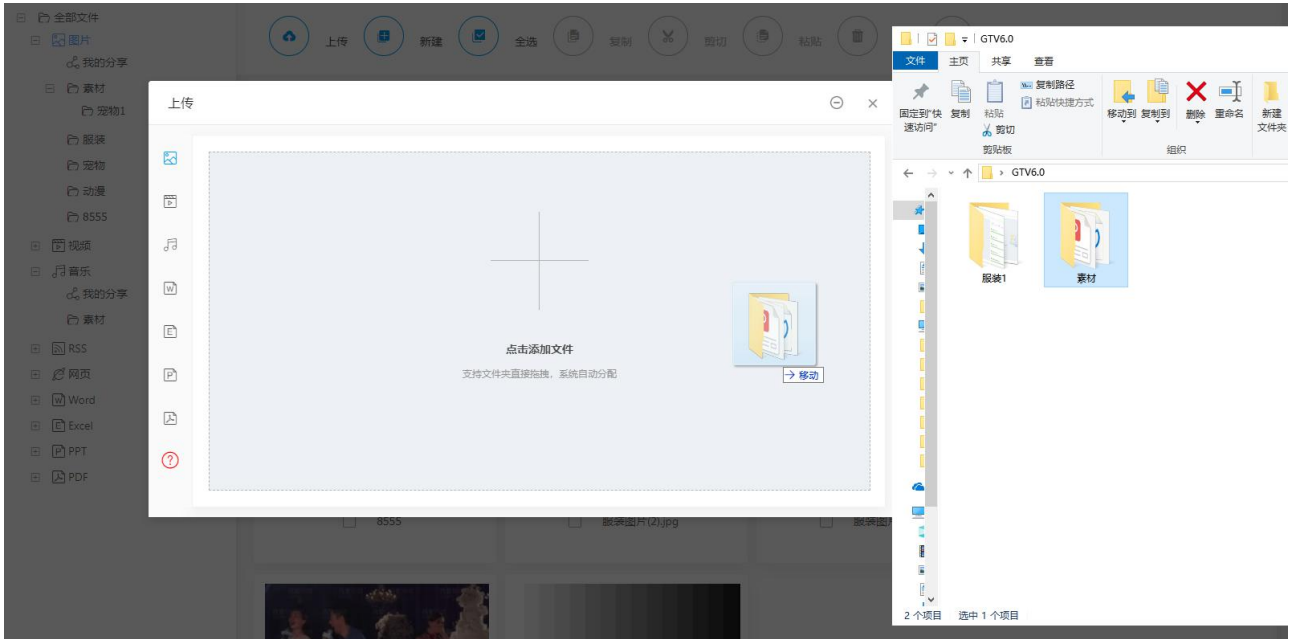 全部文件
图片
我的分享
素材
宠物1
服装
宠物
动漫
8555
视频
音乐
我的分享
素材
RSS
网页
Word
Excel
PPT
PDF
上传
新建
全选
复制
剪切
粘贴
上传
点击添加文件
支持文件夹直接拖拽，系统自动分配
→ 移动
8555
服装图片(2).jpg
服装图片
GTV6.0
文件 主页 共享 查看
固定到"快速访问"
复制
粘贴
复制路径
粘贴快捷方式
剪切
剪贴板
移动到 复制到 删除 重命名
组织
新建
文件夹
GTV6.0
服装1
素材
2 个项目 选中 1 个项目